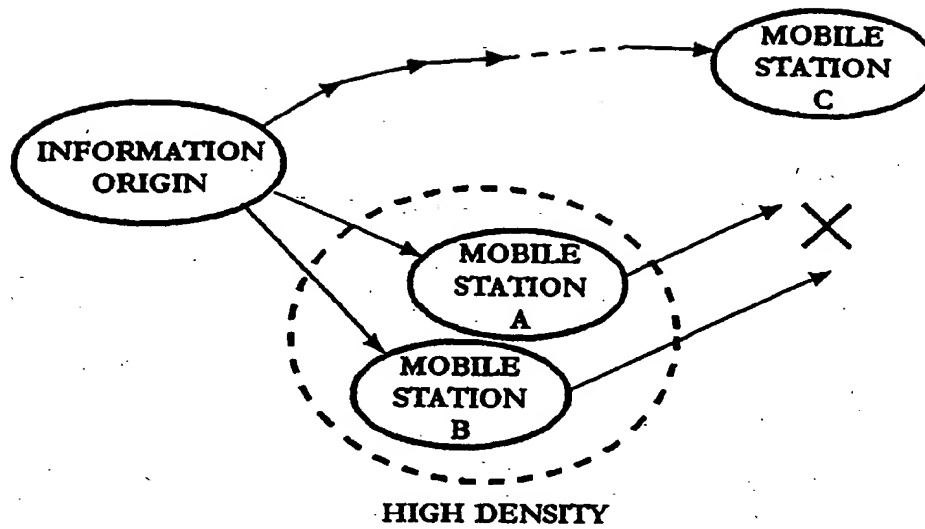 MOBILE
STATION
C
INFORMATION
ORIGIN
MOBILE
STATION
A
MOBILE
STATION
B
HIGH DENSITY